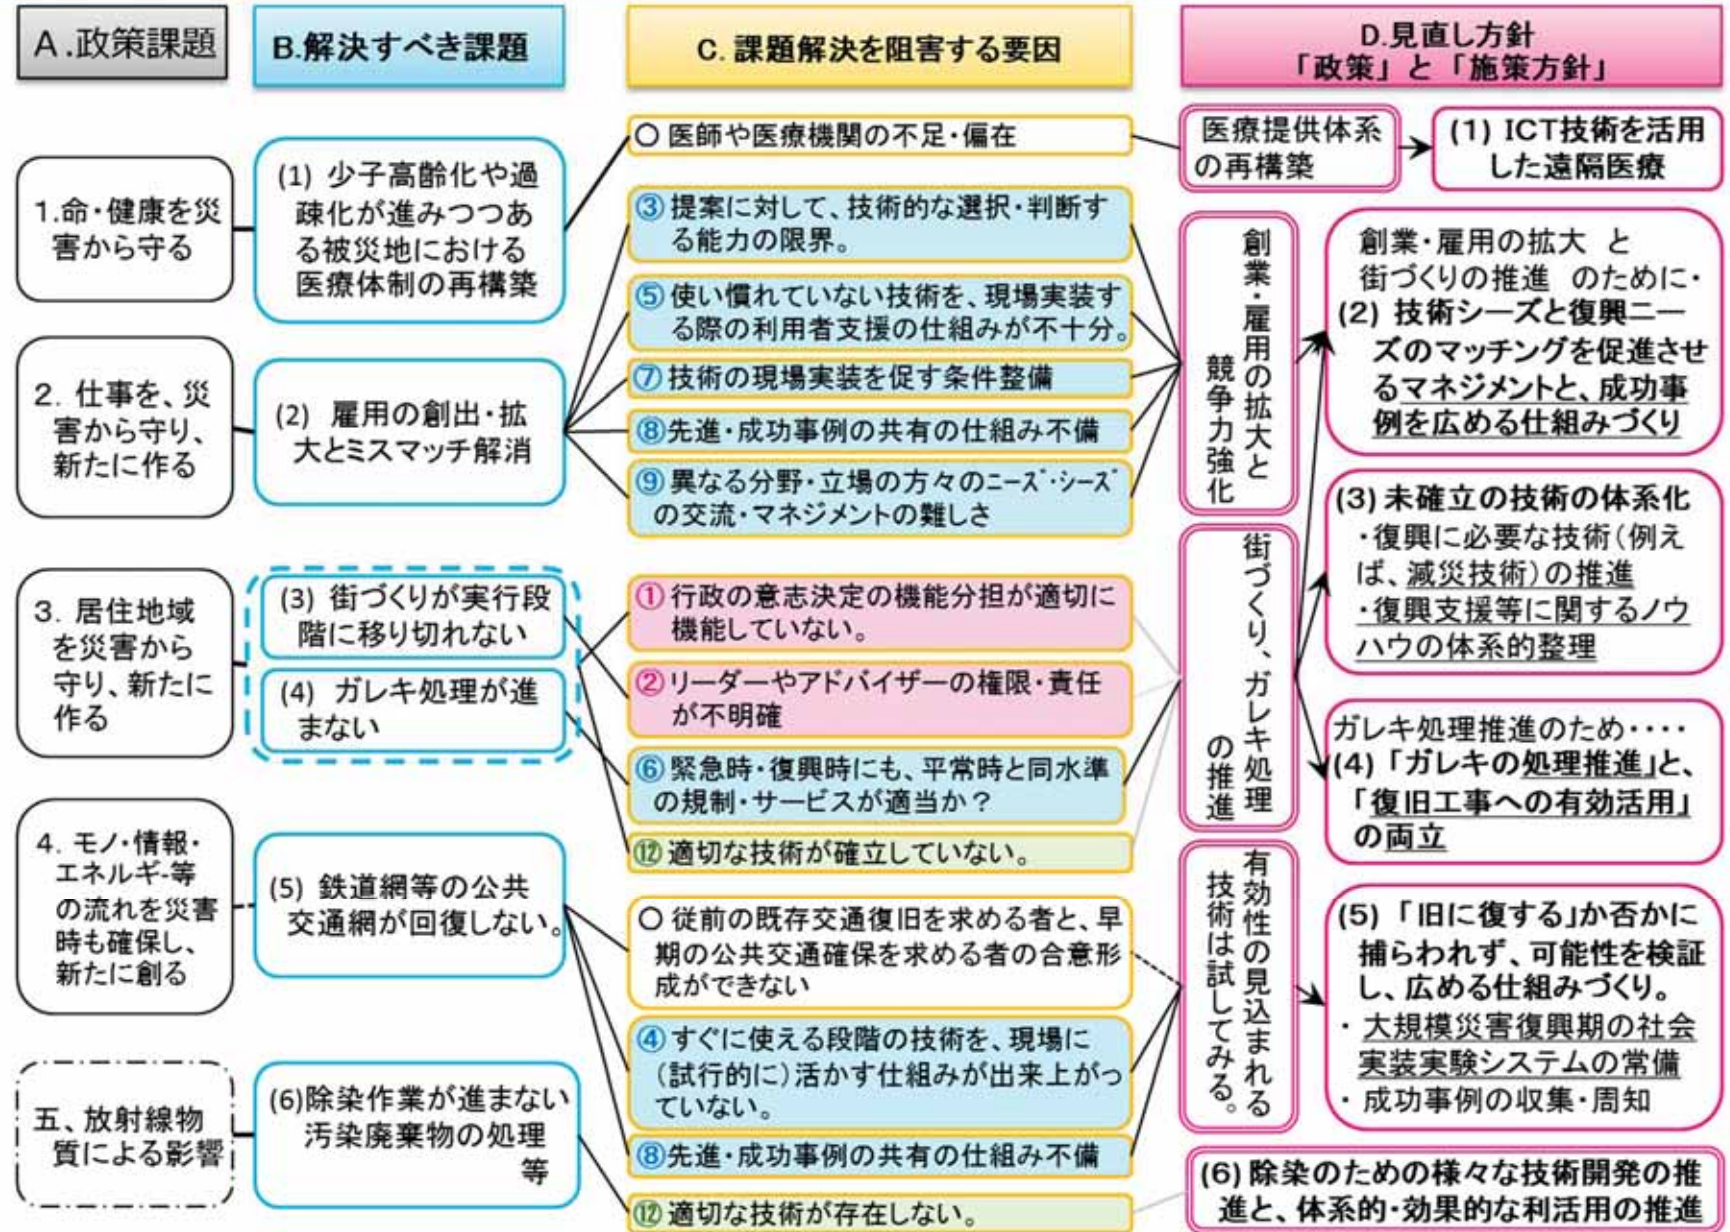 A.政策課題
B.解決すべき課題
C. 課題解決を阻害する要因
D.見直し方針
「政策」と「施策方針」
1.命・健康を災
害から守る
2. 仕事を、災
害から守り、
新たに作る
3. 居住地域
を災害から
守り、新たに
作る
4. モノ・情報・
エネルギー等
の流れを災害
時も確保し、
新たに創る
五、放射線物
質による影響
(1) 少子高齢化や過
疎化が進みつつあ
る被災地における
医療体制の再構築
(2) 雇用の創出・拡
大とミスマッチ解消
(3) 街づくりが実行段
階に移り切れない
(4) ガレキ処理が進
まない
(5) 鉄道網等の公共
交通網が回復しない。
(6)除染作業が進まない
汚染廃棄物の処理
等
○ 医師や医療機関の不足・偏在
③ 提案に対して、技術的な選択・判断す
る能力の限界。
⑤ 使い慣れていない技術を、現場実装す
る際の利用者支援の仕組みが不十分。
⑦ 技術の現場実装を促す条件整備
⑧先進・成功事例の共有の仕組み不備
⑨ 異なる分野・立場の方々のニーズ・シーズ
の交流・マネジメントの難しさ
① 行政の意志決定の機能分担が適切に
機能していない。
② リーダーやアドバイザーの権限・責任
が不明確
⑥ 緊急時・復興時にも、平常時と同水準
の規制・サービスが適当か？
⑫ 適切な技術が確立していない。
○ 従前の既存交通復旧を求める者と、早
期の公共交通確保を求める者の合意形
成ができない
④ すぐに使える段階の技術を、現場に
(試行的に)活かす仕組みが出来上がっ
ていない。
⑧先進・成功事例の共有の仕組み不備
⑫ 適切な技術が存在しない。
医療提供体系
の再構築
創業・雇用の拡大と
競争力強化
街づくり、ガレキ処理
の推進
有効性の見込まれる
技術は試してみる。
(1) ICT技術を活用
した遠隔医療
創業・雇用の拡大 と
街づくりの推進 のために・
(2) 技術シーズと復興ニー
ズのマッチングを促進させ
るマネジメントと、成功事
例を広める仕組みづくり
(3) 未確立の技術の体系化
・復興に必要な技術(例え
ば、減災技術)の推進
・復興支援等に関するノウ
ハウの体系的整理
ガレキ処理推進のため・・・・
(4) 「ガレキの処理推進」と、
「復旧工事への有効活用」
の両立
(5) 「旧に復する」か否かに
捕らわれず、可能性を検証
し、広める仕組みづくり。
・ 大規模災害復興期の社会
実装実験システムの常備
・ 成功事例の収集・周知
(6) 除染のための様々な技術開発の推
進と、体系的・効果的な利活用の推進